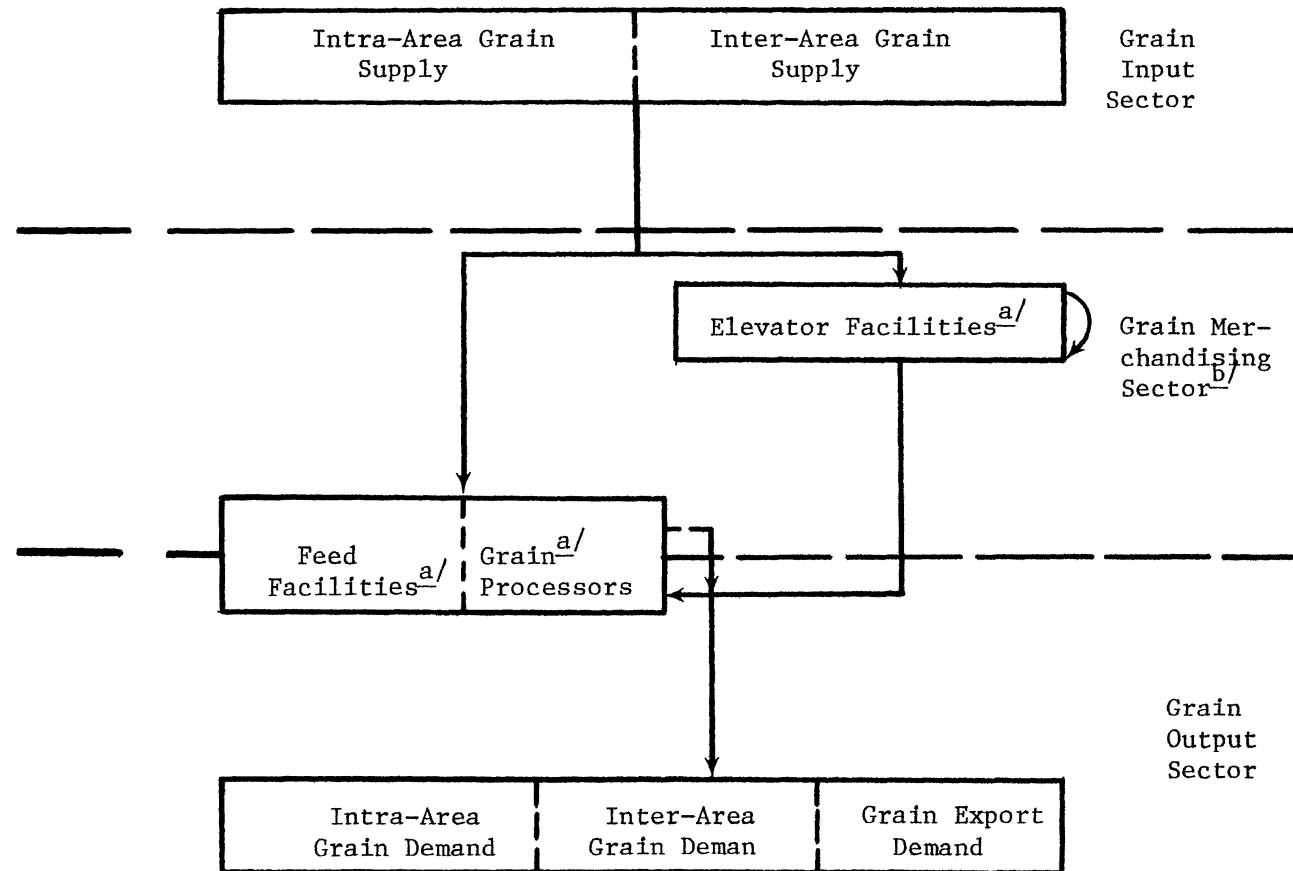 Intra-Area Grain
Supply
Inter-Area Grain
Supply
Grain
Input
Sector
Elevator Facilities a/
Grain Mer-
chandising
Sector b/
Feed
Facilities a/
Grain a/
Processors
Grain
Output
Sector
Intra-Area
Grain Demand
Inter-Area
Grain Deman
Grain Export
Demand